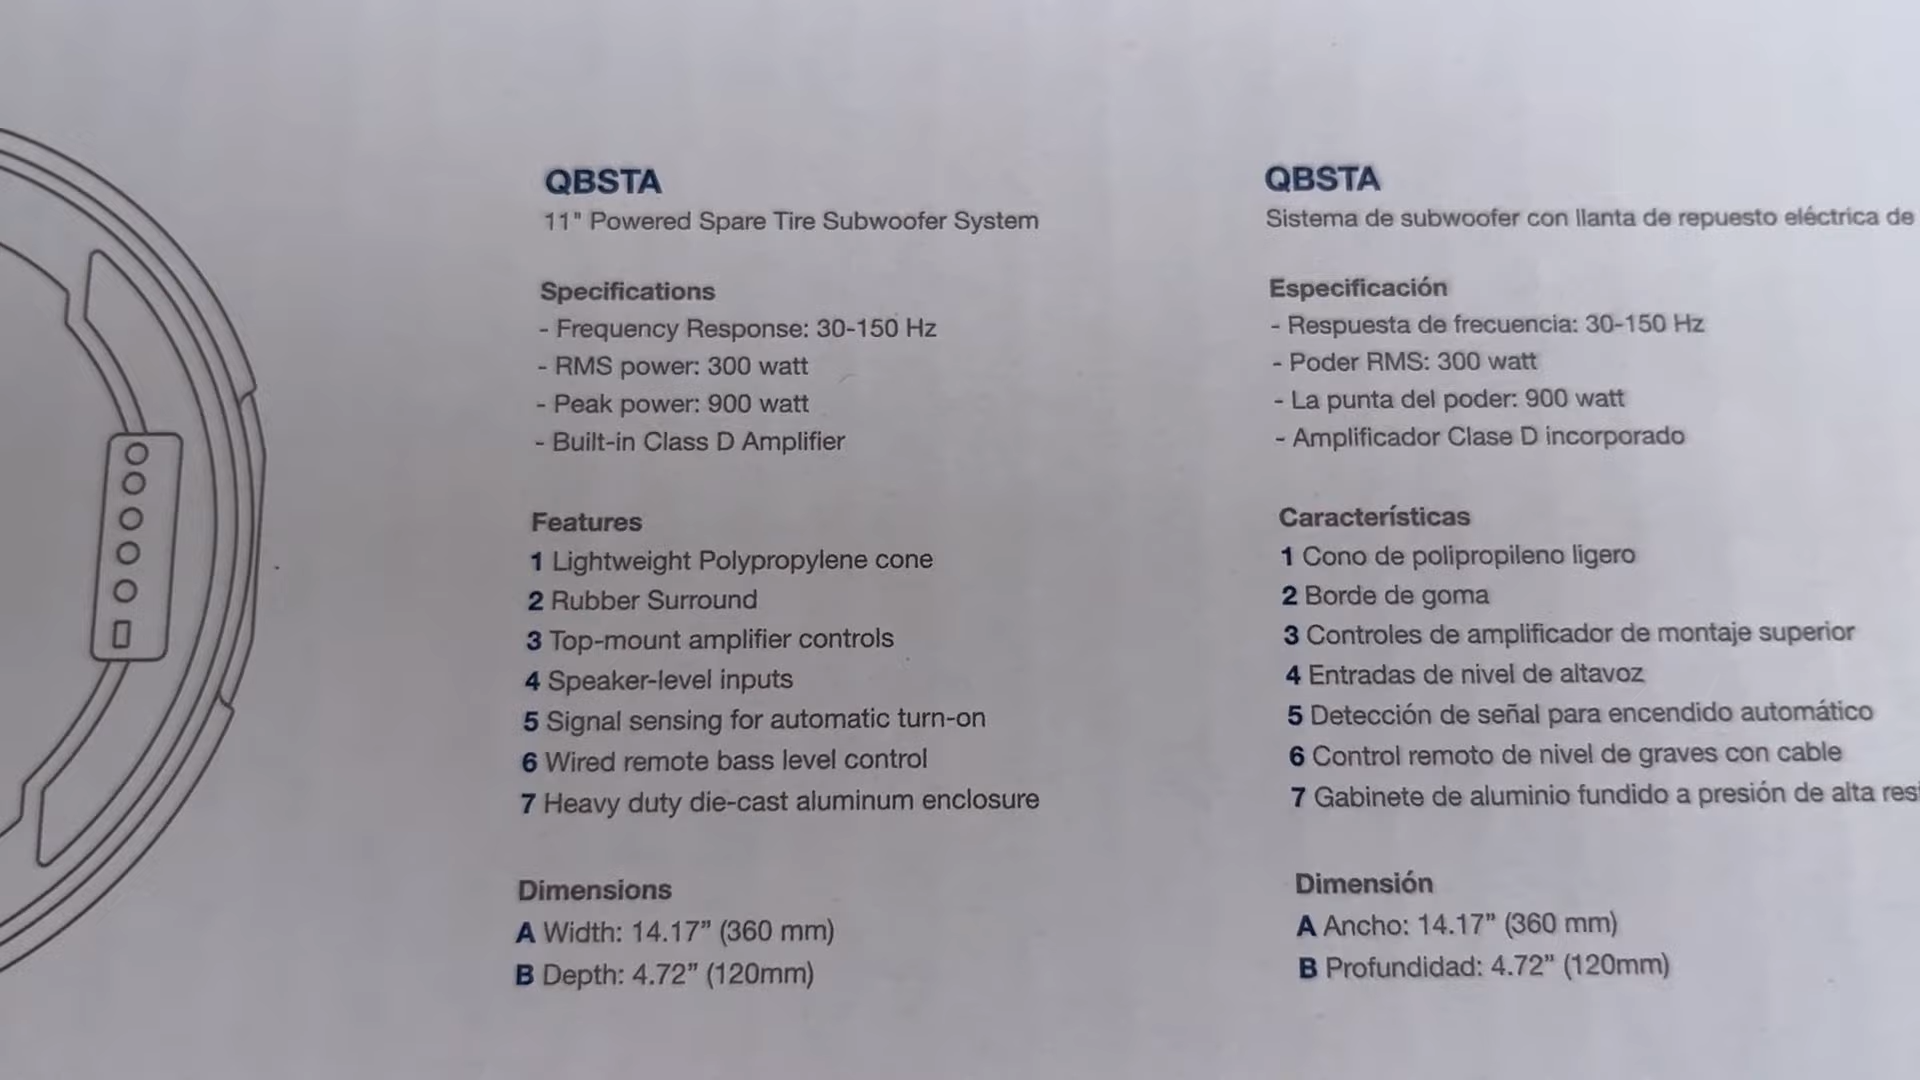 QBSTA
11" Powered Spare Tire Subwoofer System
Specifications
- Frequency Response: 30-150 Hz
- RMS power: 300 watt
- Peak power: 900 watt
- Built-in Class D Amplifier
Features
1 Lightweight Polypropylene cone
2 Rubber Surround
3 Top-mount amplifier controls
4 Speaker-level inputs
5 Signal sensing for automatic turn-on
6 Wired remote bass level control
7 Heavy duty die-cast aluminum enclosure
Dimensions
A Width: 14.17” (360 mm)
B Depth: 4.72” (120mm)
QBSTA
Sistema de subwoofer con llanta de repuesto eléctrica de
Especificación
- Respuesta de frecuencia: 30-150 Hz
- Poder RMS: 300 watt
- La punta del poder: 900 watt
- Amplificador Clase D incorporado
Características
1 Cono de polipropileno ligero
2 Borde de goma
3 Controles de amplificador de montaje superior
4 Entradas de nivel de altavoz
5 Detección de señal para encendido automático
6 Control remoto de nivel de graves con cable
7 Gabinete de aluminio fundido a presión de alta
Dimensión
A Ancho: 14.17” (360 mm)
B Profundidad: 4.72” (120mm)